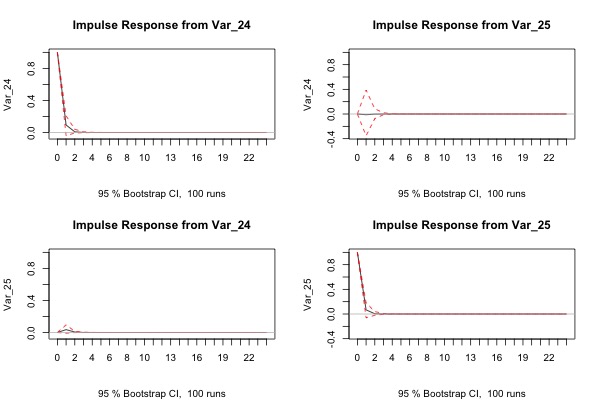 Impulse Response from Var_24
Var_24
0.0 0.4 0.8
0 2 4 6 8 10 13 16 19 22
95 % Bootstrap CI, 100 runs
Impulse Response from Var_25
Var_24
-0.4 0.0 0.4 0.8
0 2 4 6 8 10 13 16 19 22
95 % Bootstrap CI, 100 runs
Impulse Response from Var_24
Var_25
0.0 0.4 0.8
0 2 4 6 8 10 13 16 19 22
95 % Bootstrap CI, 100 runs
Impulse Response from Var_25
Var_25
-0.4 0.0 0.4 0.8
0 2 4 6 8 10 13 16 19 22
95 % Bootstrap CI, 100 runs